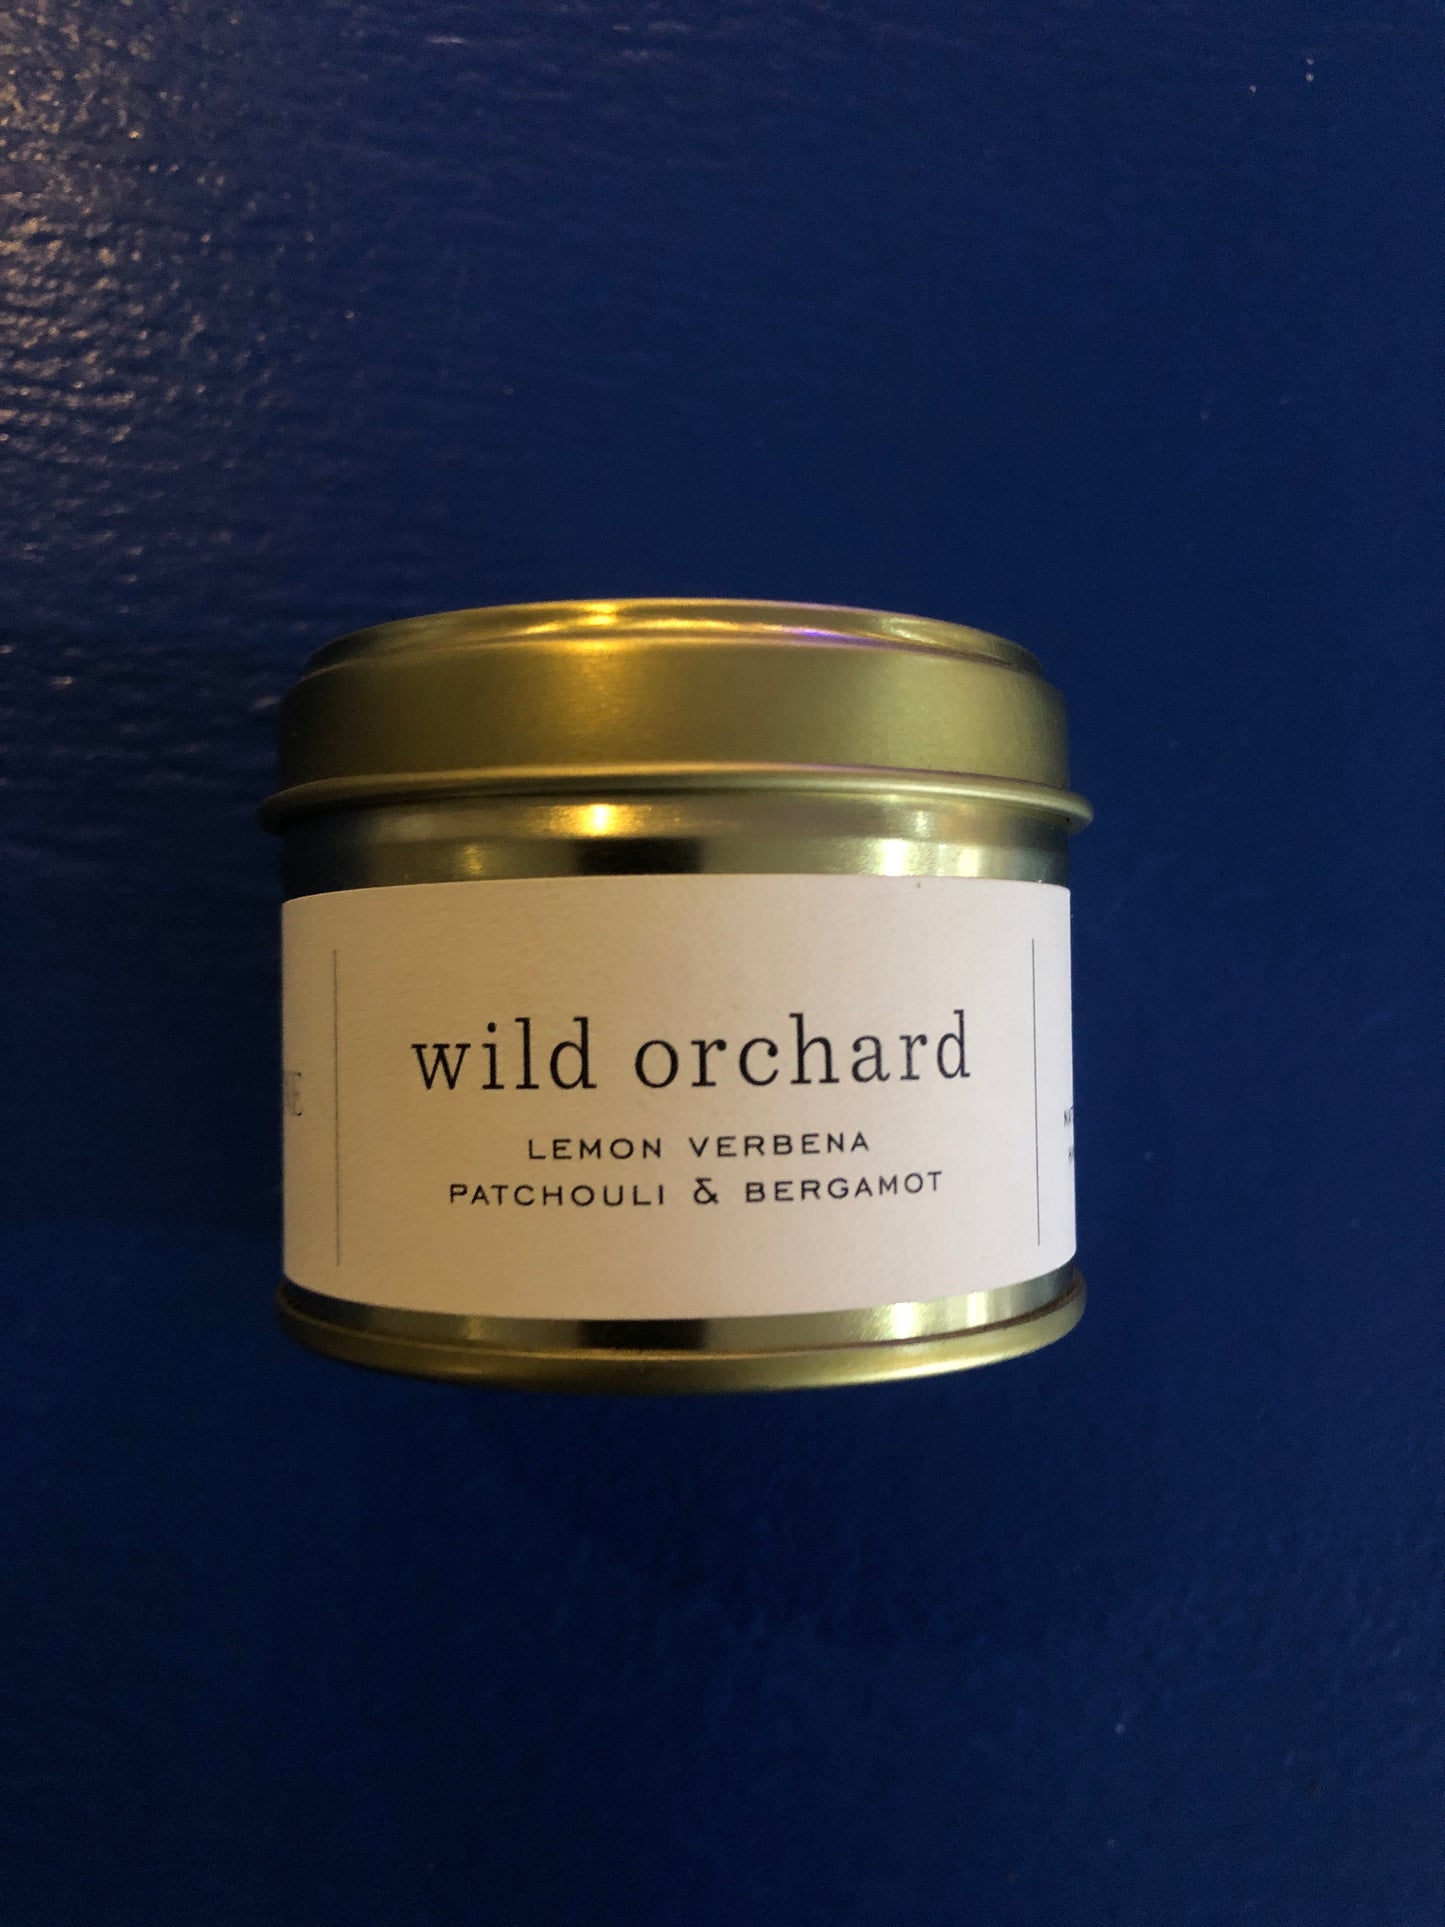 wild orchard
LEMON VERBENA
PATCHOULI & BERGAMOT